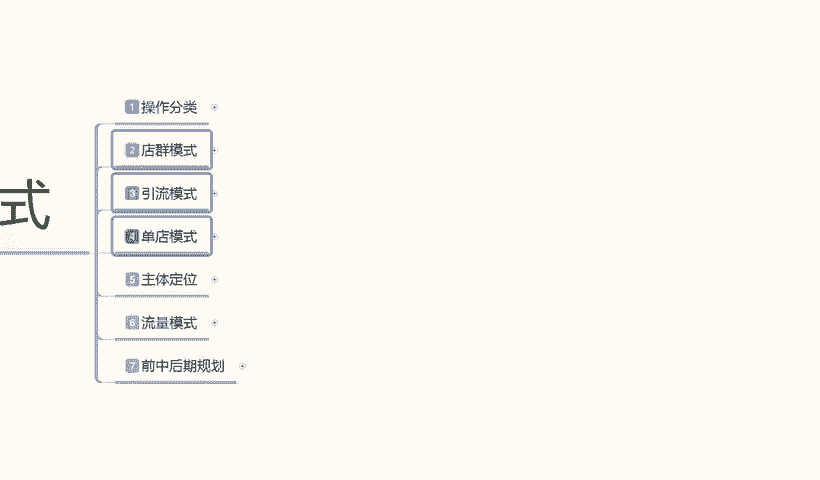 1 操作分类
2 店群模式
3 引流模式
式
4 单店模式
5 主体定位
6 流量模式
7 前中后期规划